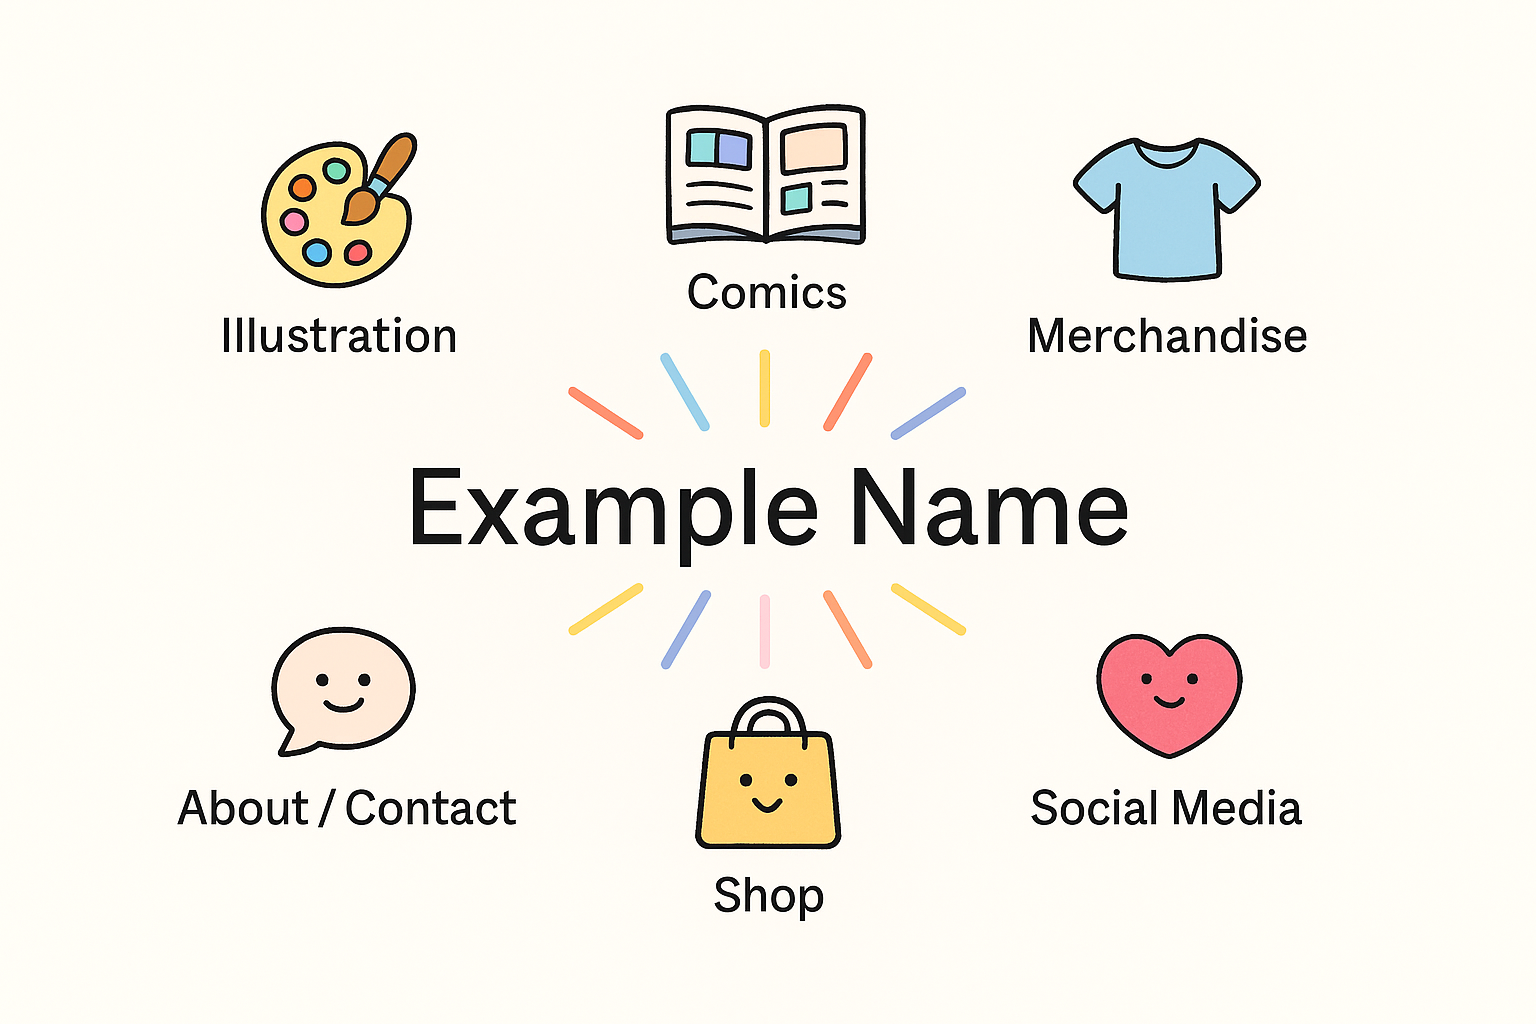 Illustration
Comics
Merchandise
Example Name
About / Contact
Shop
Social Media